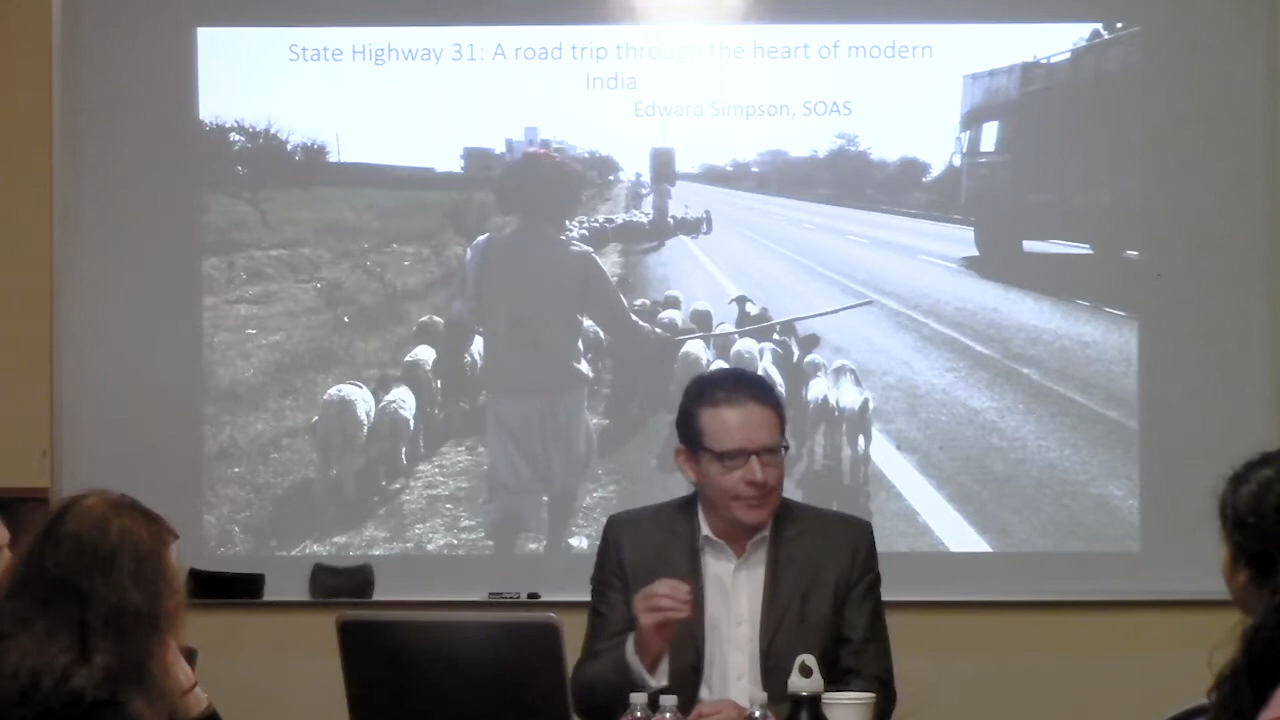 State Highway 31: A road trip through the heart of modern
India
Edward Simpson, SOAS